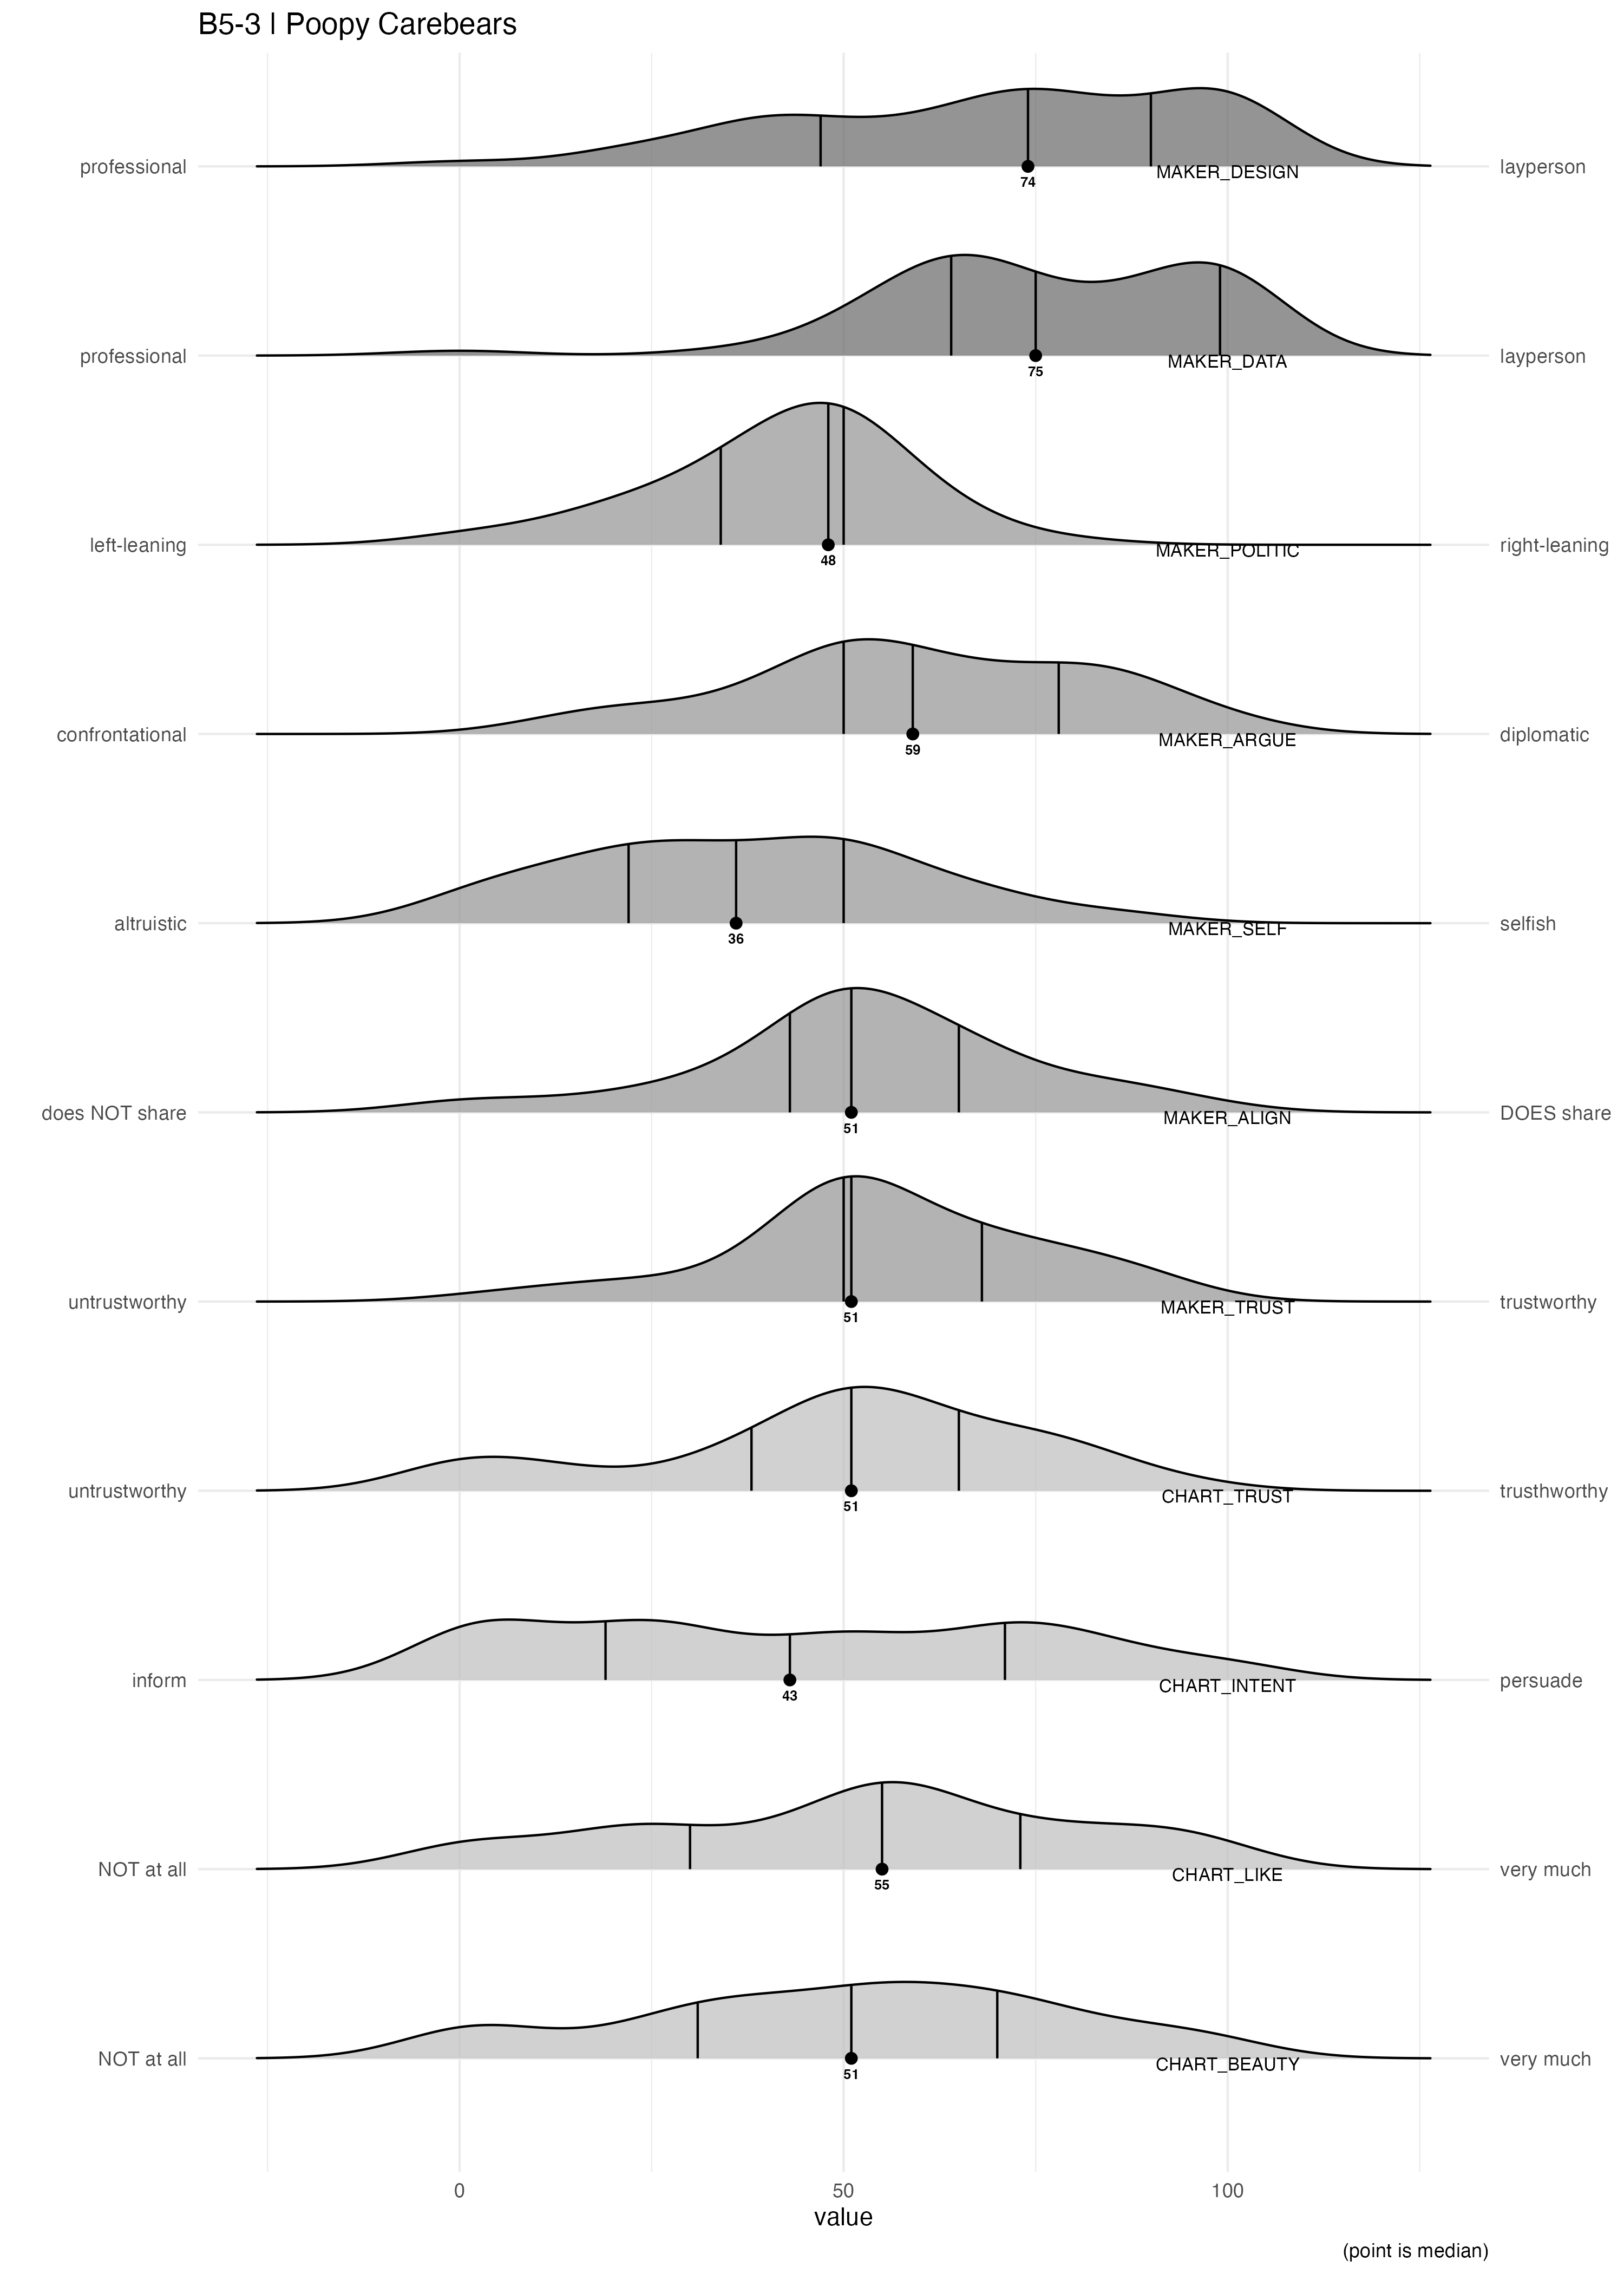 B5-3 | Poopy Carebears
professional MAKER_DESIGN layperson
74
professional MAKER_DATA layperson
75
left-leaning MAKER_POLITIC right-leaning
48
confrontational MAKER_ARGUE diplomatic
59
altruistic MAKER_SELF selfish
36
does NOT share MAKER_ALIGN DOES share
51
untrustworthy MAKER_TRUST trustworthy
51
untrustworthy CHART_TRUST trusthworthy
51
inform CHART_INTENT persuade
43
NOT at all CHART_LIKE very much
55
NOT at all CHART_BEAUTY very much
51
0 50 100
value
(point is median)